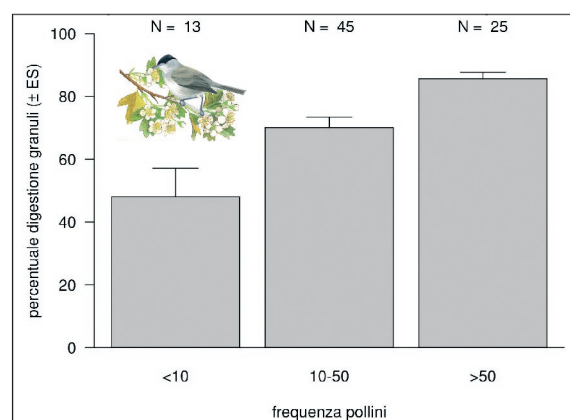 N = 13 N = 45 N = 25
percentuale digestione granuli (± ES)
100
80
60
40
20
0
<10 10-50 >50
frequenza pollini